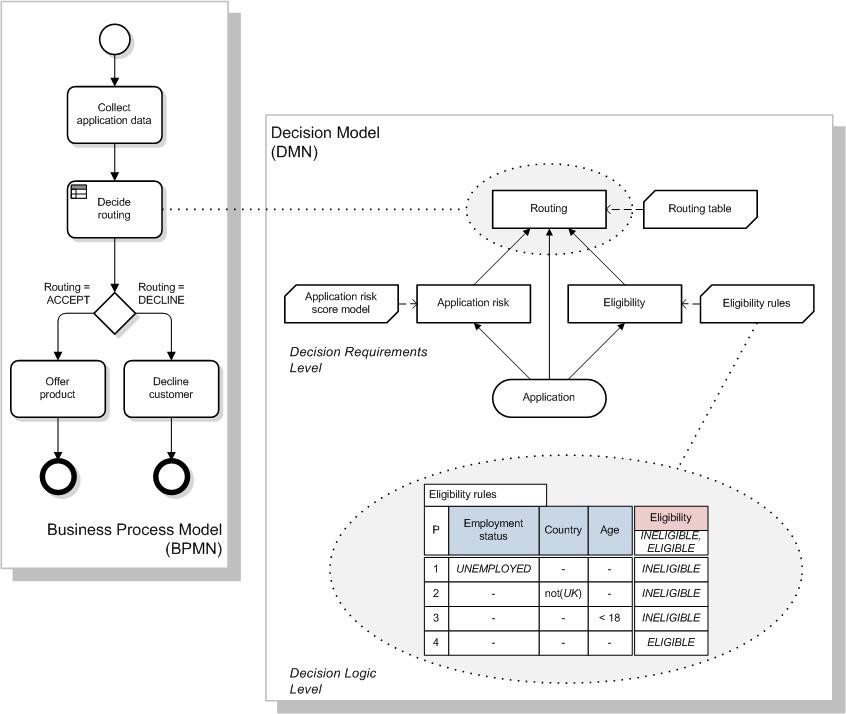 Collect
application data
Decide
routing
Routing =
ACCEPT
Routing =
DECLINE
Offer
product
Decline
customer
Business Process Model
(BPMN)
Decision Model
(DMN)
Routing
Routing table
Application risk
score model
Application risk
Eligibility
Eligibility rules
Decision Requirements
Level
Application
Eligibility rules
P
Employment
status
Country
Age
Eligibility
INELIGIBLE,
ELIGIBLE
1 UNEMPLOYED - - INELIGIBLE
2 - not(UK) - INELIGIBLE
3 - - < 18 INELIGIBLE
4 - - - ELIGIBLE
Decision Logic
Level